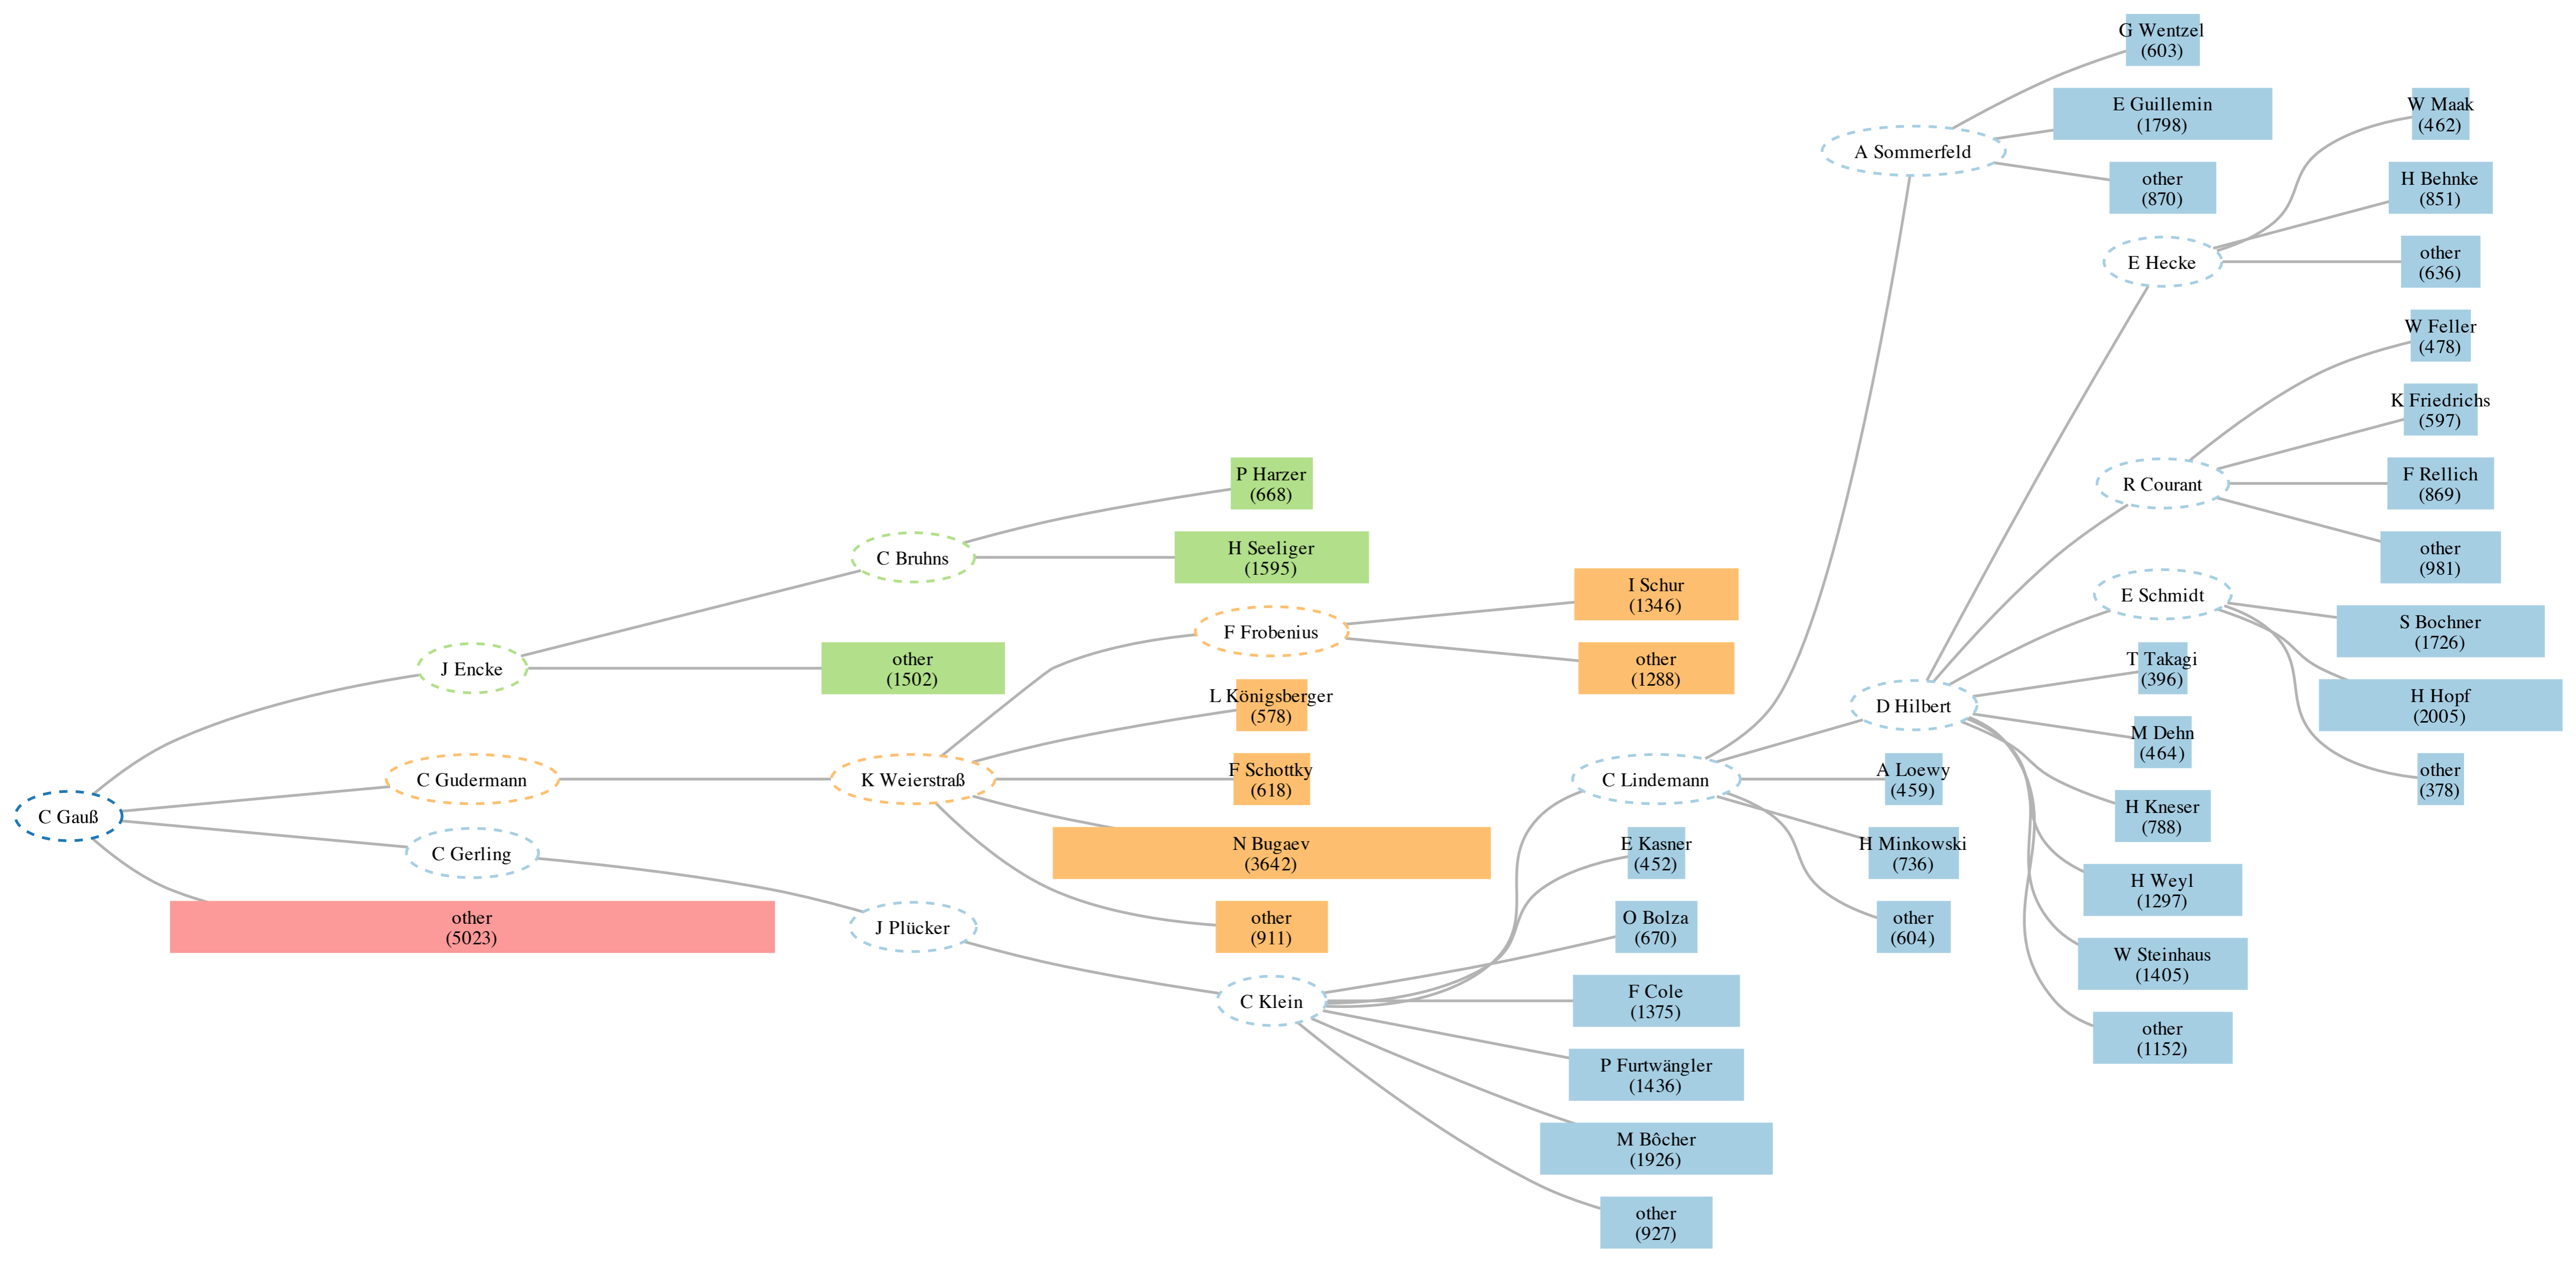 G Wentzel
(603)
E Guillemin
(1798)
W Maak
(462)
A Sommerfeld
other
(870)
H Behnke
(851)
E Hecke
other
(636)
W Feller
(478)
K Friedrichs
(597)
P Harzer
(668)
R Courant
F Rellich
(869)
C Bruhns
H Seeliger
(1595)
other
(981)
I Schur
(1346)
E Schmidt
F Frobenius
S Bochner
(1726)
J Encke
other
(1502)
other
(1288)
T Takagi
(396)
L Königsberger
(578)
D Hilbert
H Hopf
(2005)
M Dehn
(464)
C Gudermann
K Weierstraß
F Schottky
(618)
C Lindemann
A Loewy
(459)
other
(378)
C Gauß
H Kneser
(788)
C Gerling
N Bugaev
(3642)
E Kasner
(452)
H Minkowski
(736)
H Weyl
(1297)
other
(5023)
J Plücker
other
(911)
O Bolza
(670)
other
(604)
W Steinhaus
(1405)
C Klein
F Cole
(1375)
other
(1152)
P Furtwängler
(1436)
M Bôcher
(1926)
other
(927)